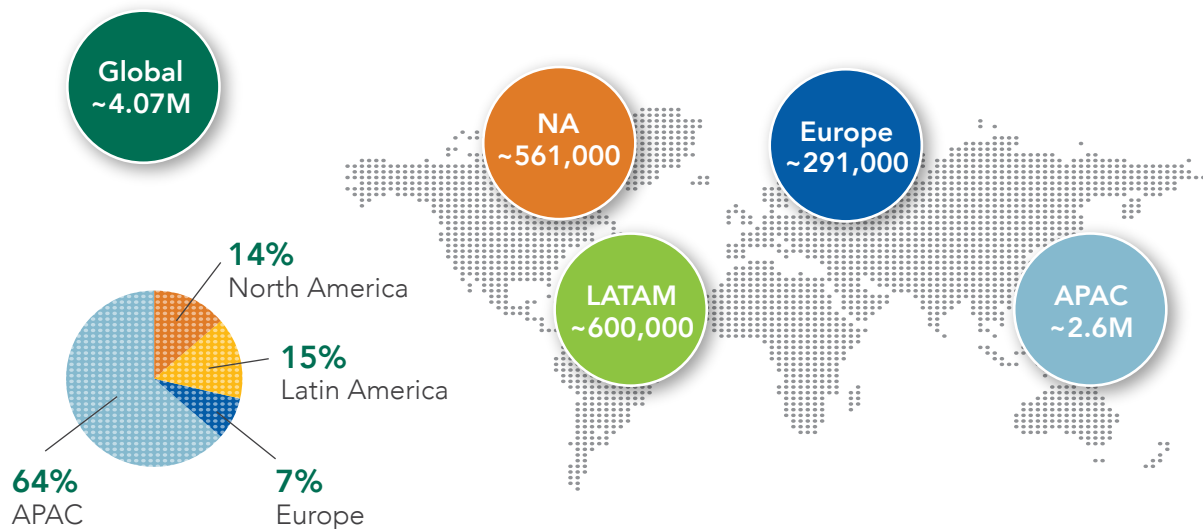 Global
~4.07M
NA
~561,000
Europe
~291,000
LATAM
~600,000
APAC
~2.6M
14%
North America
15%
Latin America
64%
APAC
7%
Europe